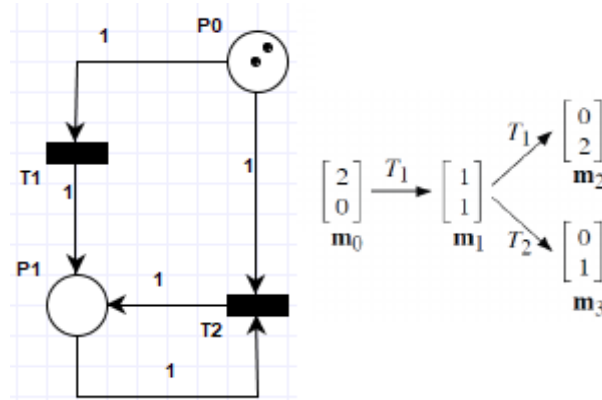 P0
1
T1
1
1
P1
1
T2
1
[2 0] T₁ [1 1] T₁ [0 2]
m₀ m₁ m₂
T₂ [0 1]
m₃